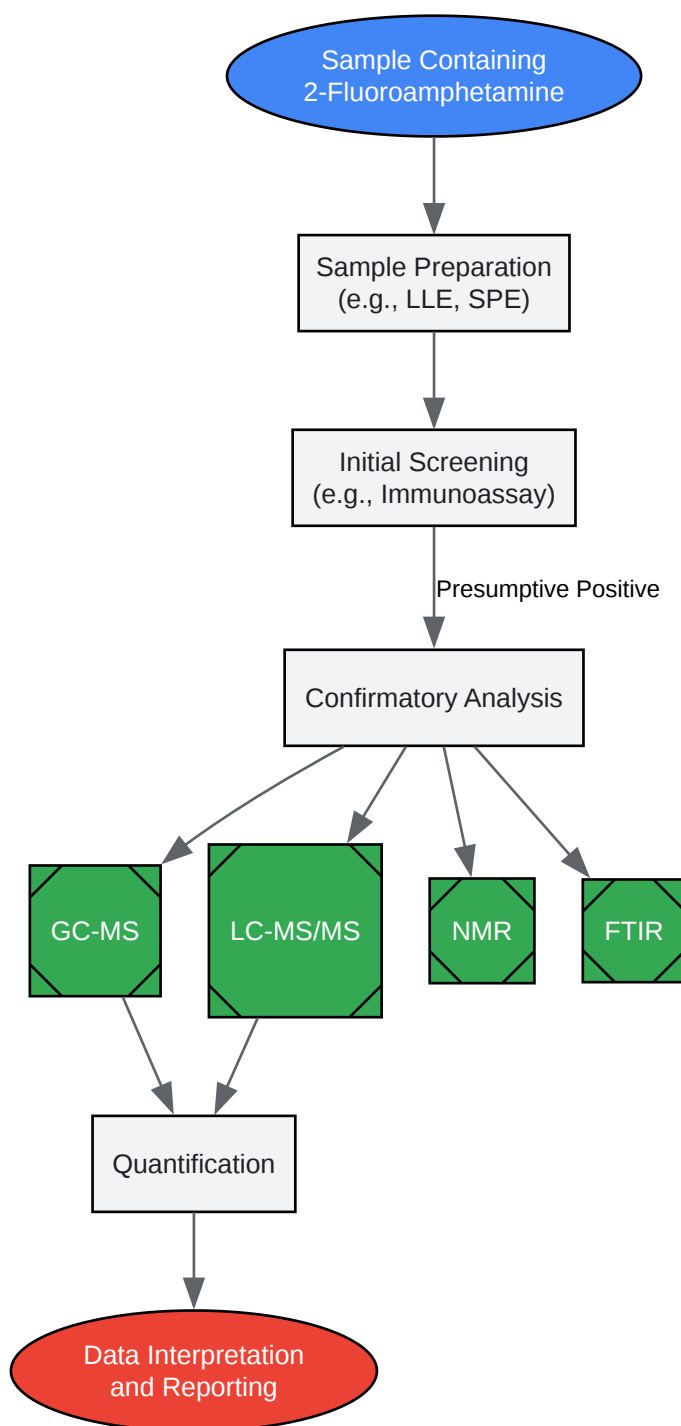 Sample Containing
2-Fluoroamphetamine
Sample Preparation
(e.g., LLE, SPE)
Initial Screening
(e.g., Immunoassay)
Presumptive Positive
Confirmatory Analysis
GC-MS
LC-MS/MS
NMR
FTIR
Quantification
Data Interpretation
and Reporting